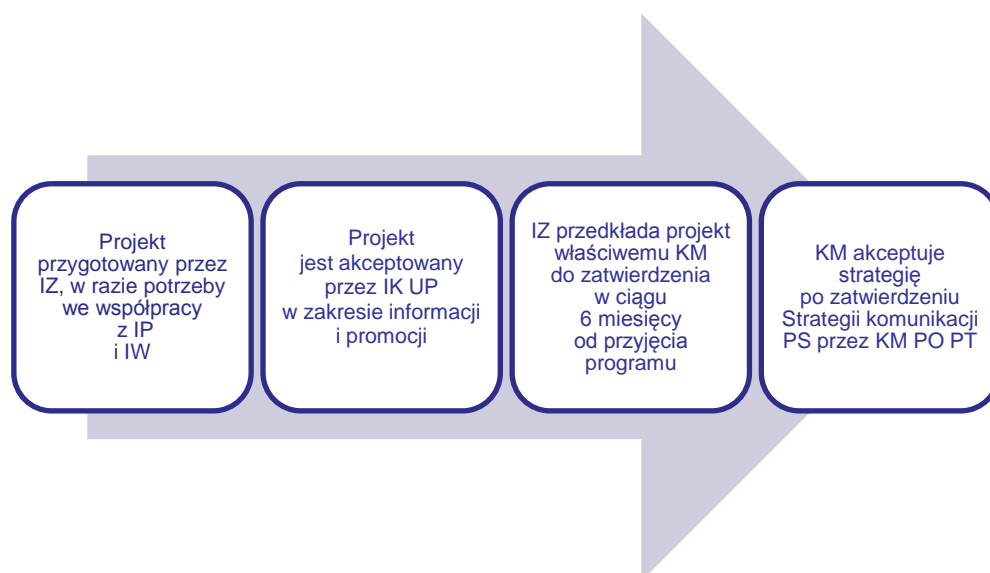 Projekt
przygotowany przez
IZ, w razie potrzeby
we współpracy
z IP
i IW
Projekt
jest akceptowany
przez IK UP
w zakresie informacji
i promocji
IZ przedkłada projekt
właściwemu KM
do zatwierdzenia
w ciągu
6 miesięcy
od przyjęcia
programu
KM akceptuje
strategię
po zatwierdzeniu
Strategii komunikacji
PS przez KM PO PT